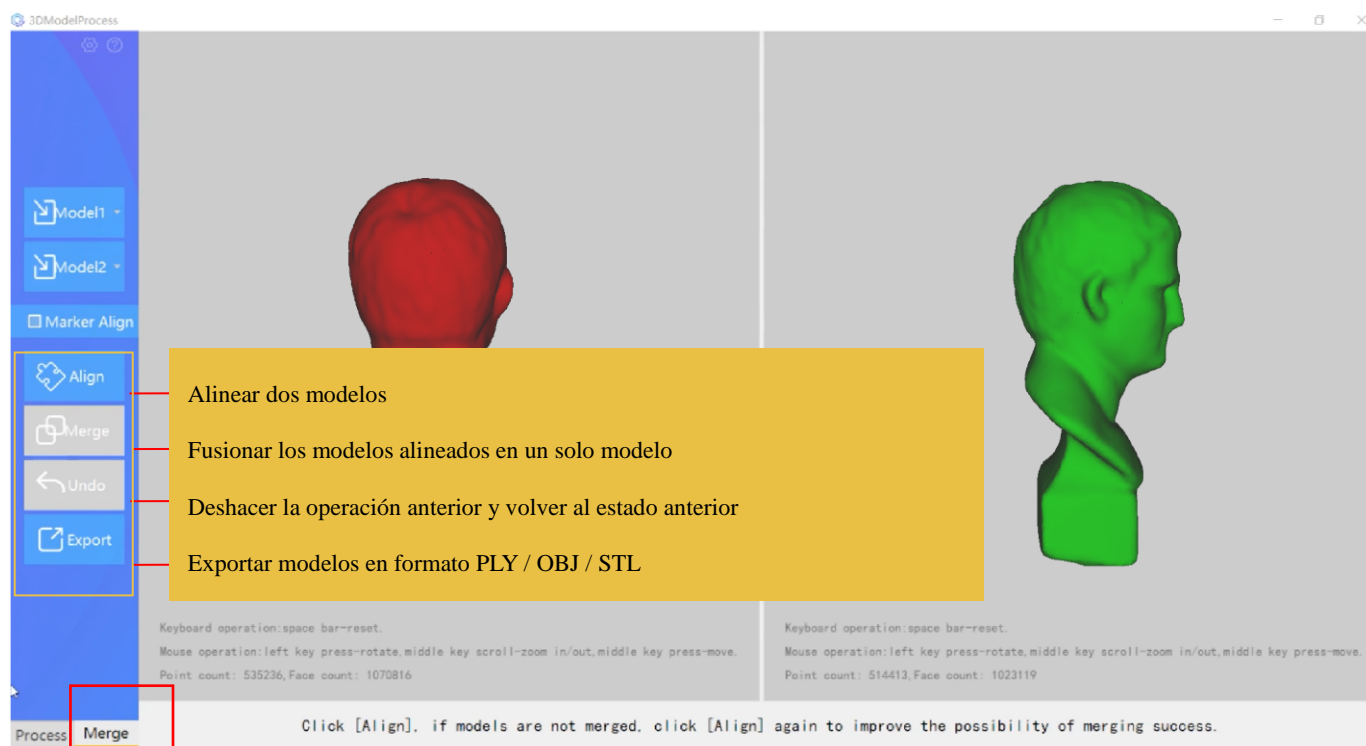 3DModelProcess
Model1
Model2
Marker Align
Align
Merge
Undo
Export
Alinear dos modelos
Fusionar los modelos alineados en un solo modelo
Deshacer la operación anterior y volver al estado anterior
Exportar modelos en formato PLY / OBJ / STL
Keyboard operation:space bar-reset.
Mouse operation:left key press-rotate,middle key scroll-zoom in/out,middle key press-move.
Point count: 535236,Face count: 1070816
Keyboard operation:space bar-reset.
Mouse operation:left key press-rotate,middle key scroll-zoom in/out,middle key press-move.
Point count: 514413,Face count: 1023119
Process
Merge
Click [Align], if models are not merged, click [Align] again to improve the possibility of merging success.